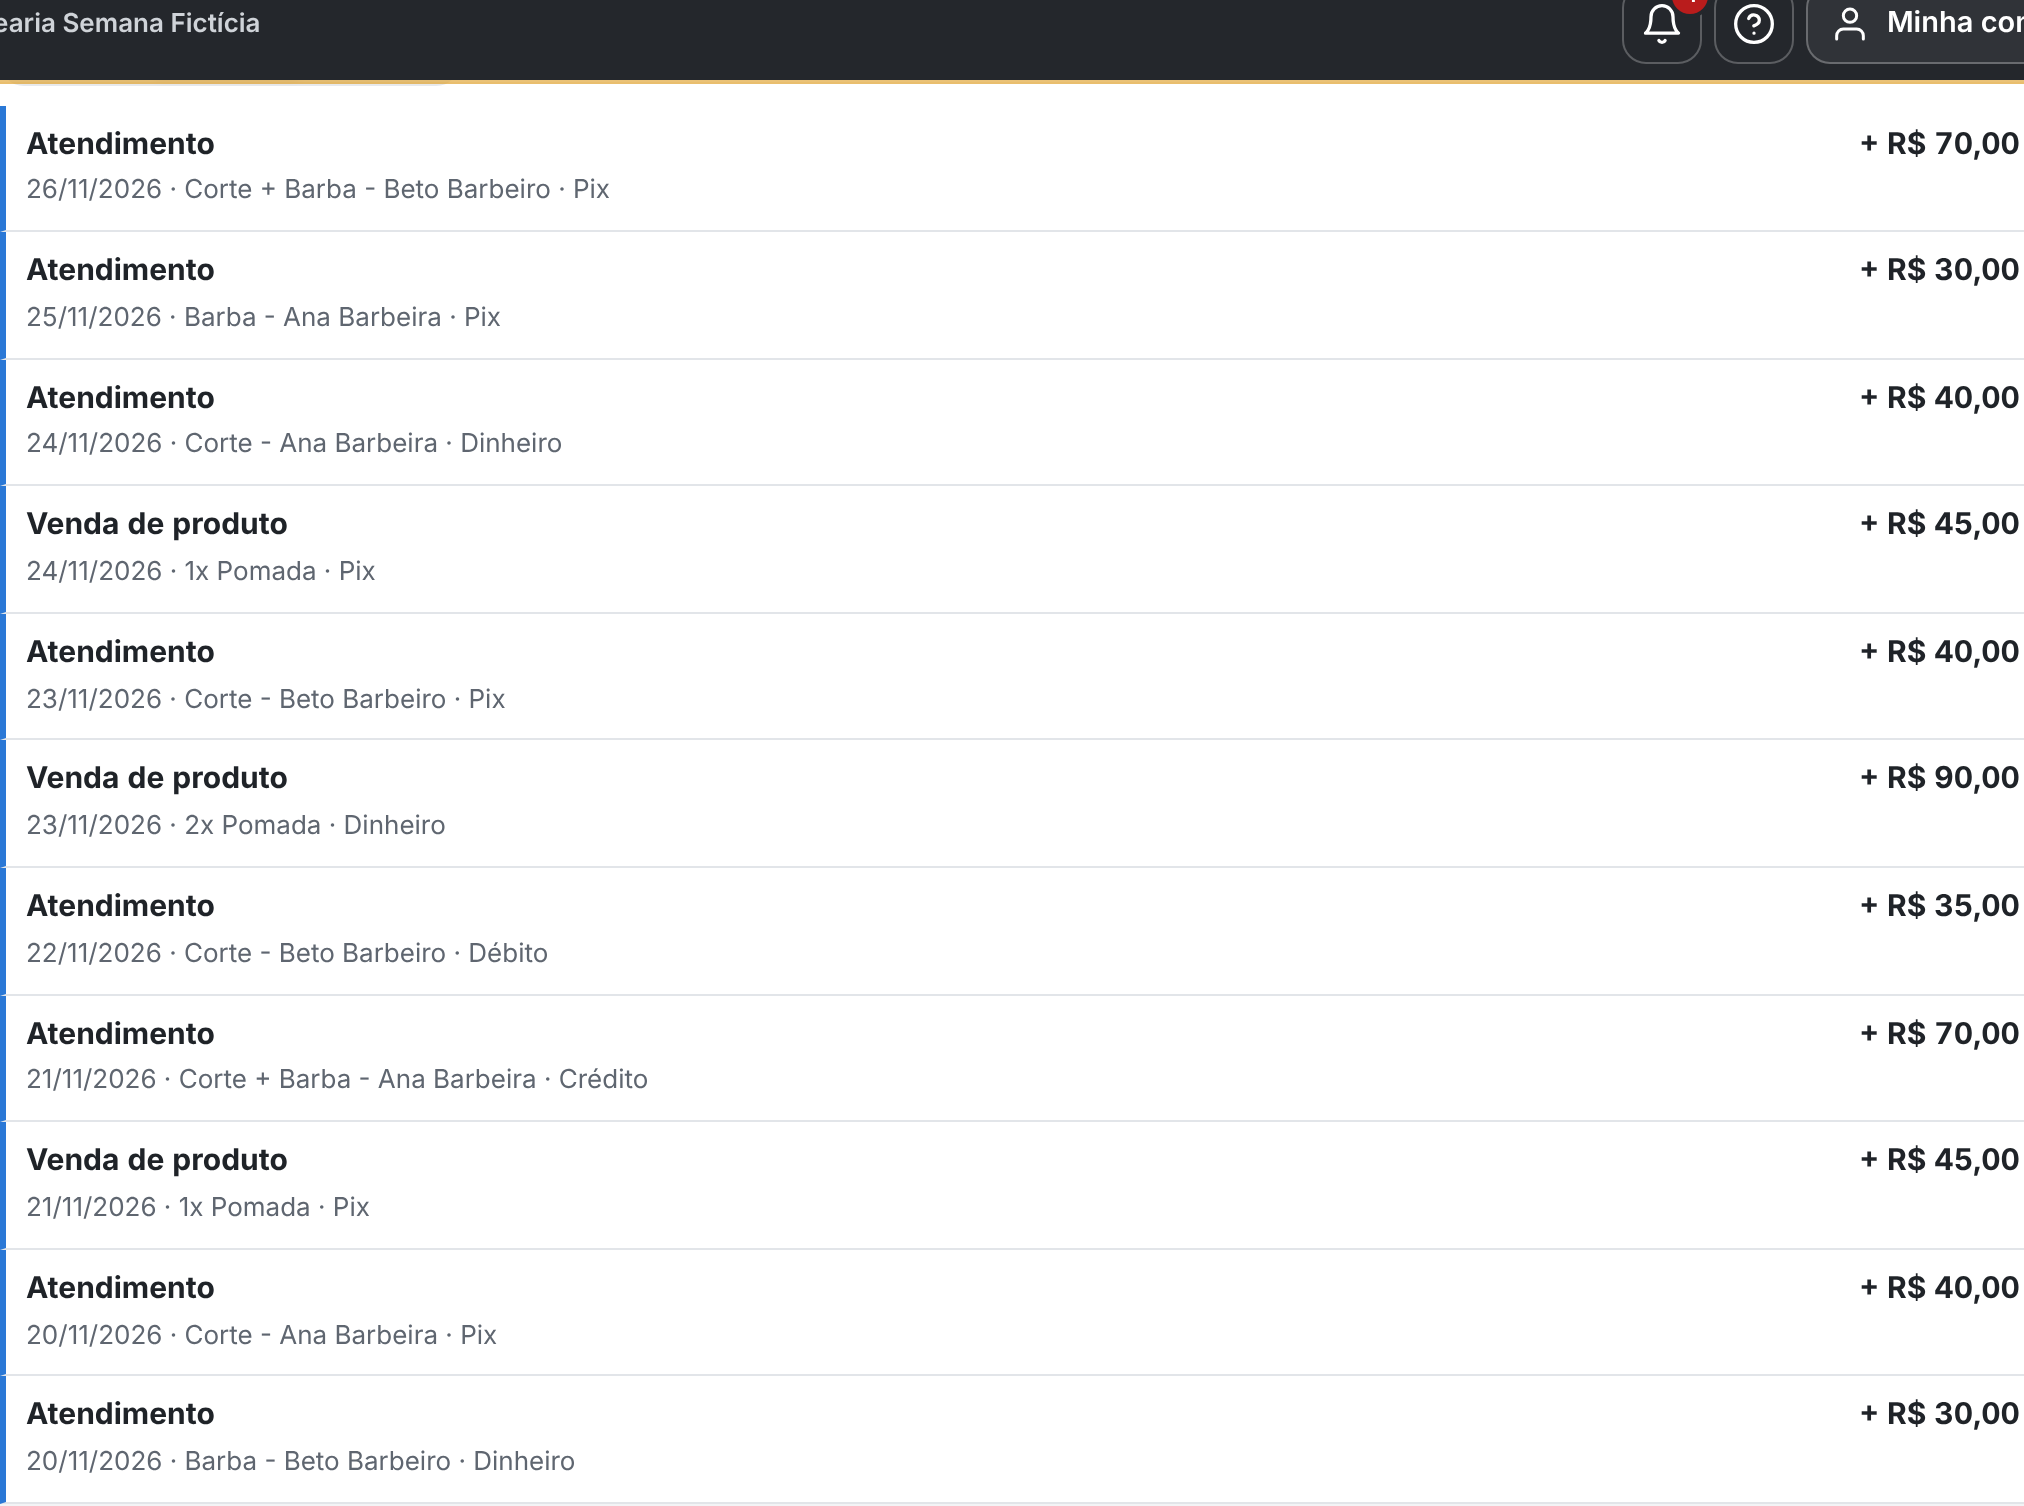 Semana Fictícia
Minha
Atendimento
+ R$ 70,00
26/11/2026 · Corte + Barba - Beto Barbeiro · Pix
Atendimento
+ R$ 30,00
25/11/2026 · Barba - Ana Barbeira · Pix
Atendimento
+ R$ 40,00
24/11/2026 · Corte - Ana Barbeira · Dinheiro
Venda de produto
+ R$ 45,00
24/11/2026 · 1x Pomada · Pix
Atendimento
+ R$ 40,00
23/11/2026 · Corte - Beto Barbeiro · Pix
Venda de produto
+ R$ 90,00
23/11/2026 · 2x Pomada · Dinheiro
Atendimento
+ R$ 35,00
22/11/2026 · Corte - Beto Barbeiro · Débito
Atendimento
+ R$ 70,00
21/11/2026 · Corte + Barba - Ana Barbeira · Crédito
Venda de produto
+ R$ 45,00
21/11/2026 · 1x Pomada · Pix
Atendimento
+ R$ 40,00
20/11/2026 · Corte - Ana Barbeira · Pix
Atendimento
+ R$ 30,00
20/11/2026 · Barba - Beto Barbeiro · Dinheiro